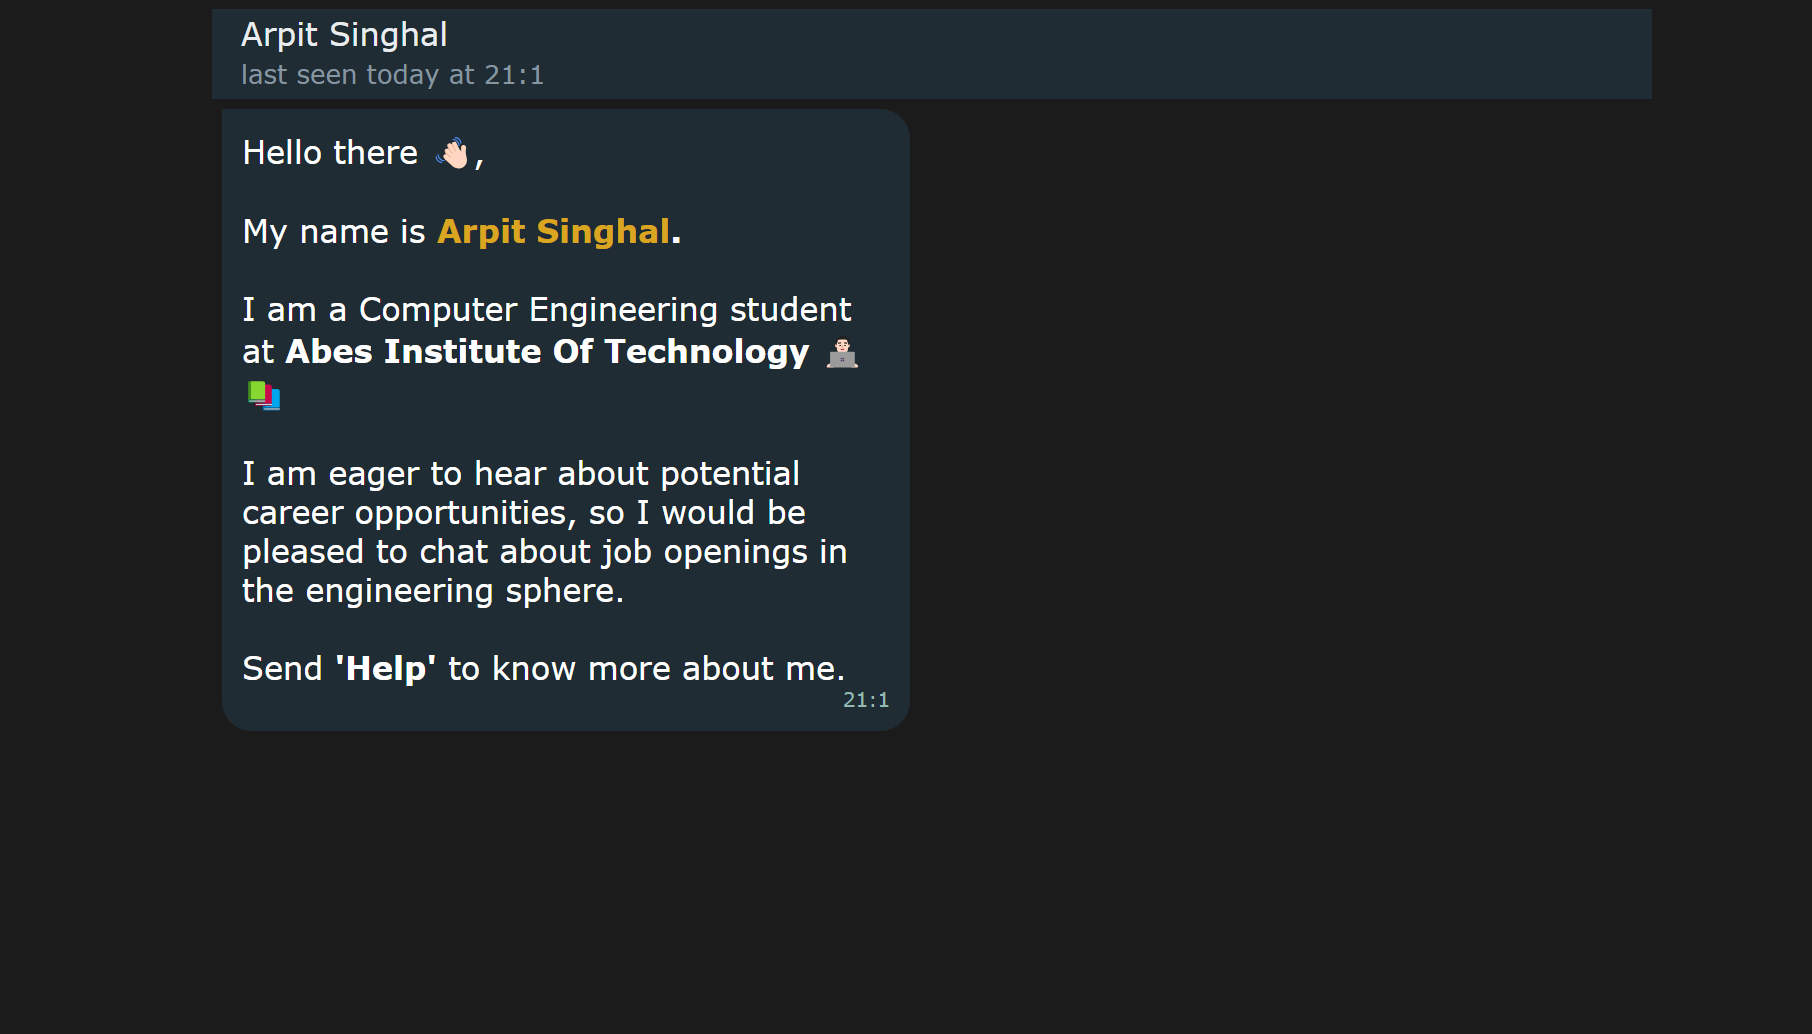 Arpit Singhal
last seen today at 21:1
Hello there 👋🏻,
My name is Arpit Singhal.
I am a Computer Engineering student
at Abes Institute Of Technology 👨🏻‍💻
📚
I am eager to hear about potential
career opportunities, so I would be
pleased to chat about job openings in
the engineering sphere.
Send 'Help' to know more about me.
21:1